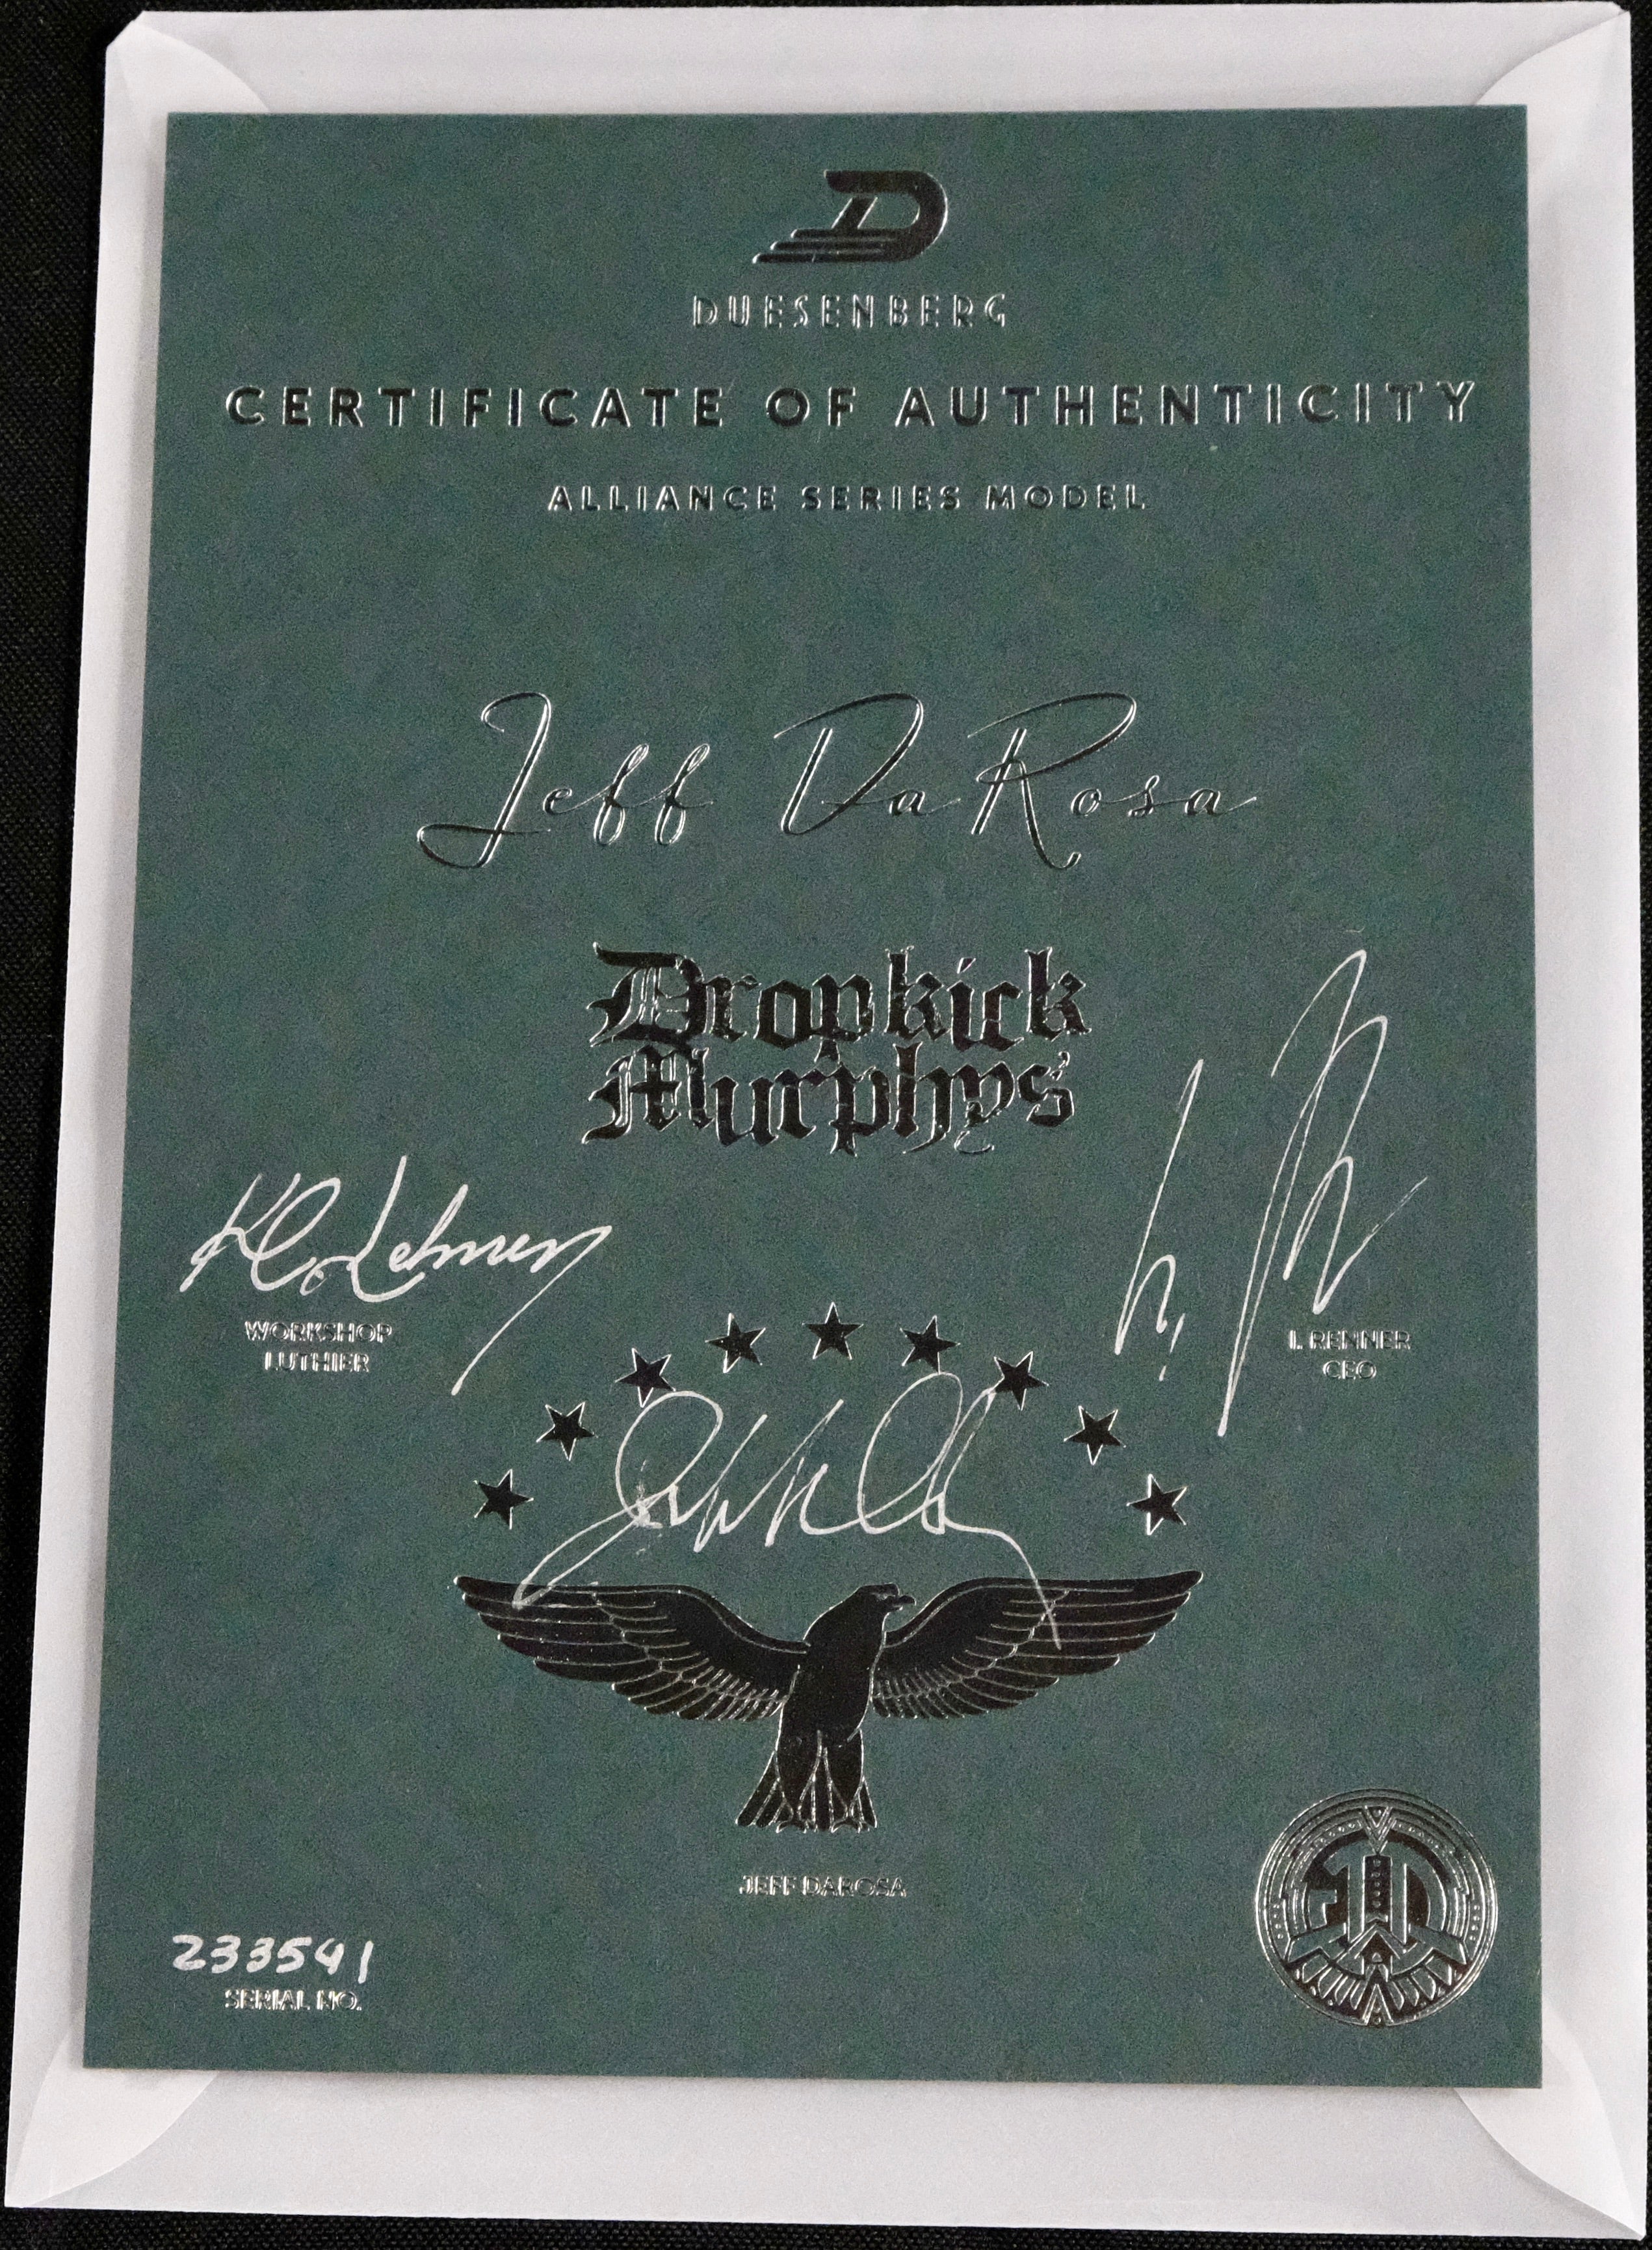 DUESENBERG
CERTIFICATE OF AUTHENTICITY
ALLIANCE SERIES MODEL
Jeff DaRosa
Dropkick
Murphys
WORKSHOP
LUTHIER
I. RENNER
CEO
JEFF DAROSA
233541
SERIAL NO.